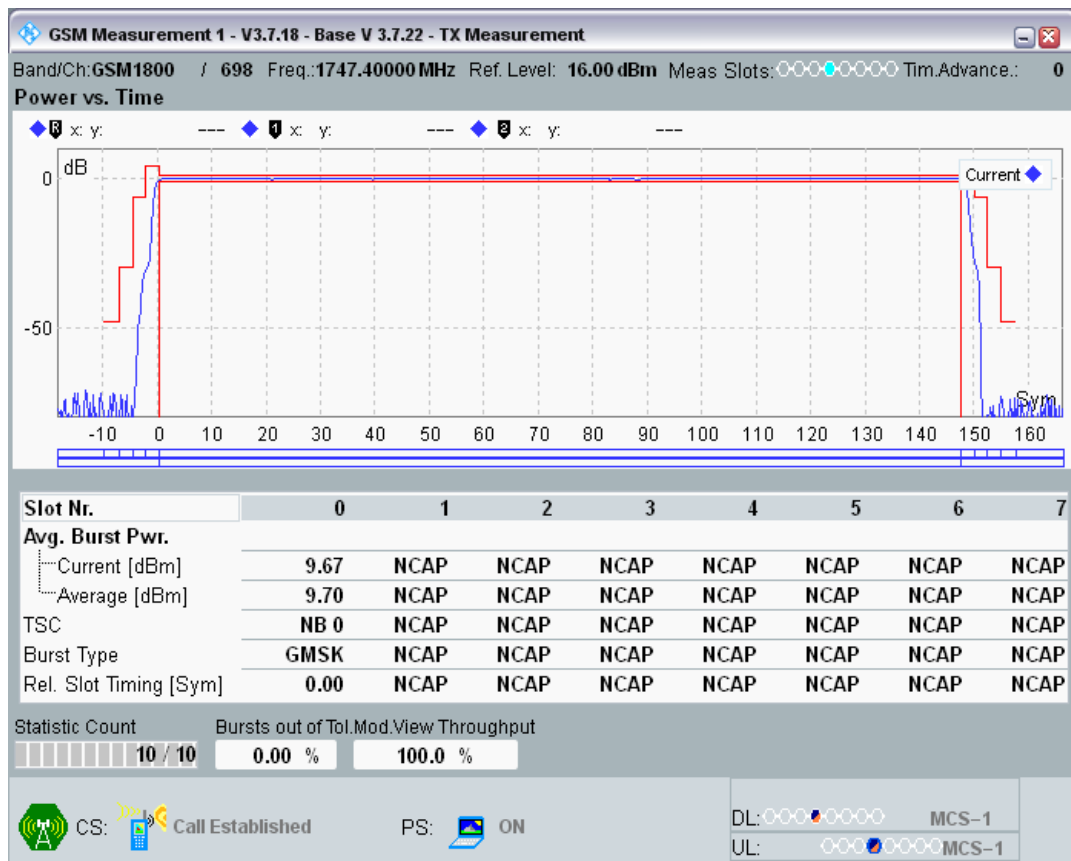 GSM Measurement 1 - V3.7.18 - Base V 3.7.22 - TX Measurement
Band/Ch:GSM1800 / 698 Freq.:1747.40000 MHz Ref. Level: 16.00 dBm Meas Slots: Tim.Advance.: 0
Power vs. Time
R x: y: --- 1 x: y: --- 2 x: y: ---
dB
Current
0
-50
Sym
-10 0 10 20 30 40 50 60 70 80 90 100 110 120 130 140 150 160
Slot Nr. 0 1 2 3 4 5 6 7
Avg. Burst Pwr.
Current [dBm] 9.67 NCAP NCAP NCAP NCAP NCAP NCAP NCAP
Average [dBm] 9.70 NCAP NCAP NCAP NCAP NCAP NCAP NCAP
TSC NB 0 NCAP NCAP NCAP NCAP NCAP NCAP NCAP
Burst Type GMSK NCAP NCAP NCAP NCAP NCAP NCAP NCAP
Rel. Slot Timing [Sym] 0.00 NCAP NCAP NCAP NCAP NCAP NCAP NCAP
Statistic Count Bursts out of Tol.Mod.View Throughput
10 / 10 0.00 % 100.0 %
CS: Call Established PS: ON DL: MCS-1
UL: MCS-1